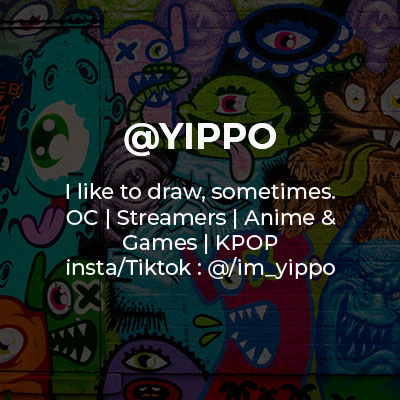 @YIPPO
I like to draw, sometimes.
OC | Streamers | Anime &
Games | KPOP
insta/Tiktok : @/im_yippo